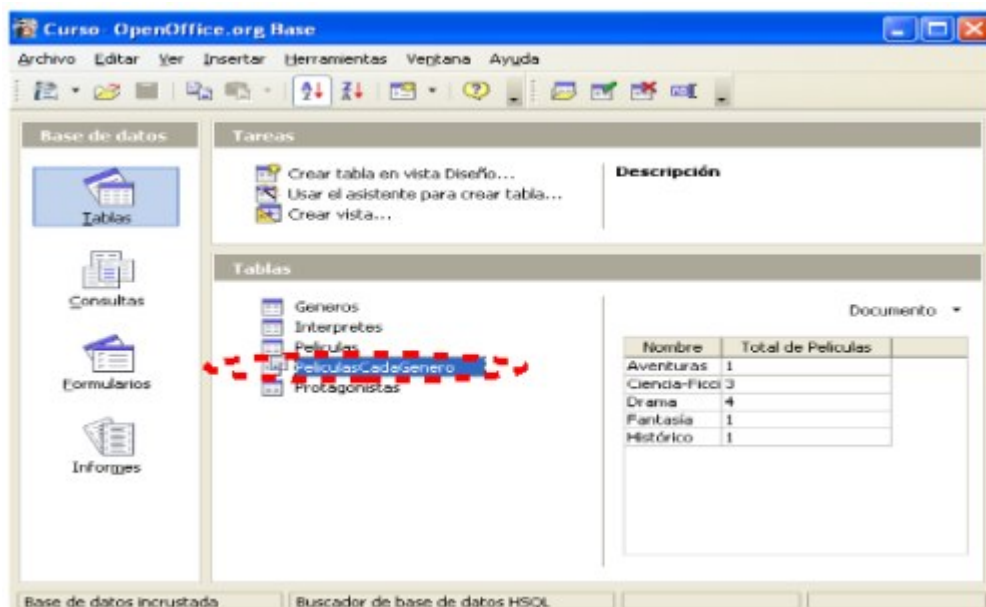 Curso- OpenOffice.org Base
Archivo Editar Ver Insertar Herramientas Ventana Ayuda
Base de datos
Tablas
Consultas
Formularios
Informes
Tareas
Crear tabla en vista Diseño...
Usar el asistente para crear tabla...
Crear vista...
Descripción
Tablas
Generos
Interpretes
Peliculas
PeliculasCadaGenero
Protagonistas
Documento
Nombre Total de Peliculas
Aventuras 1
Ciencia-Ficci 3
Drama 4
Fantasía 1
Histórico 1
Base de datos incrustada Buscador de base de datos HSQL